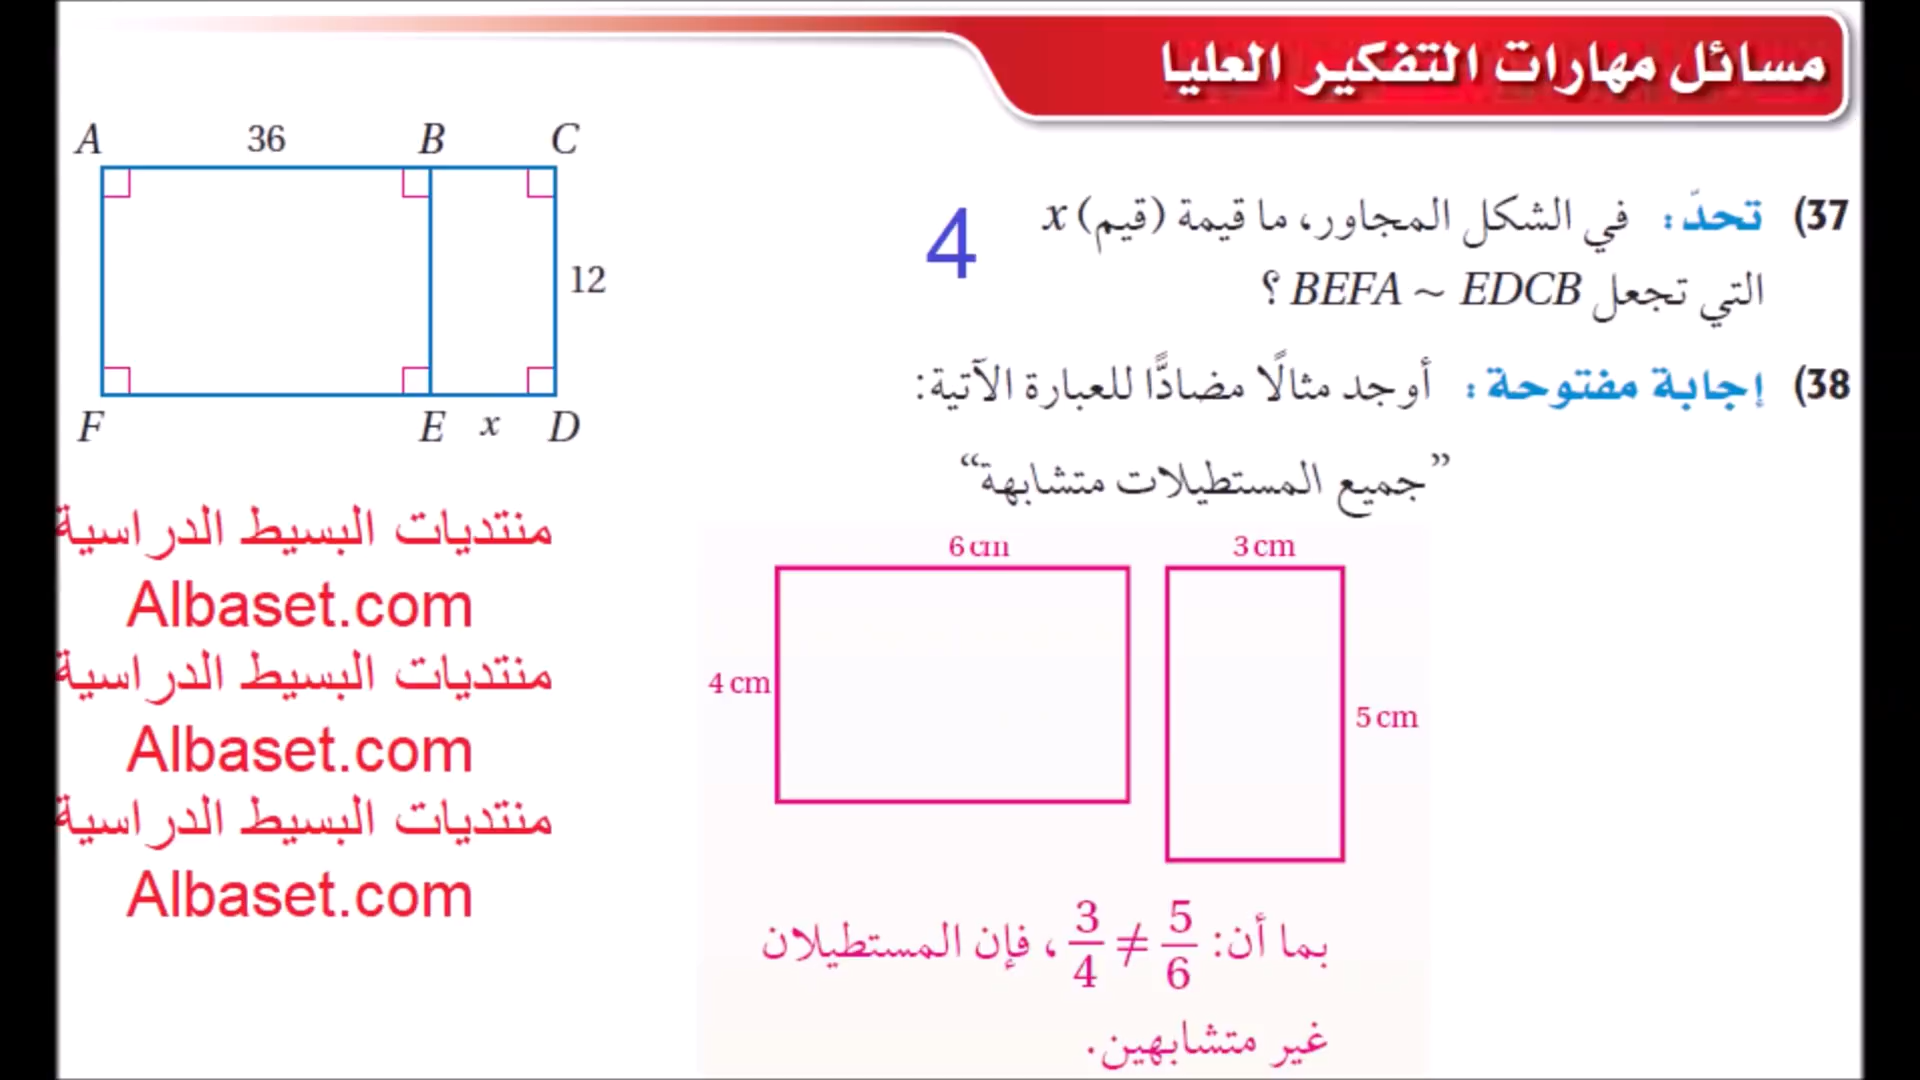 مسائل مهارات التفكير العليا
37) تحدّ: في الشكل المجاور، ما قيمة (قيم) x
التي تجعل BEFA ~ EDCB ؟
4
A 36 B C
12
F E x D
38) إجابة مفتوحة: أوجد مثالًا مضادًّا للعبارة الآتية:
”جميع المستطيلات متشابهة“
6 cm
4 cm
3 cm
5 cm
بما أن: 5/6 ≠ 3/4 ، فإن المستطيلان
غير متشابهين.
منتديات البسيط الدراسية
Albaset.com
منتديات البسيط الدراسية
Albaset.com
منتديات البسيط الدراسية
Albaset.com